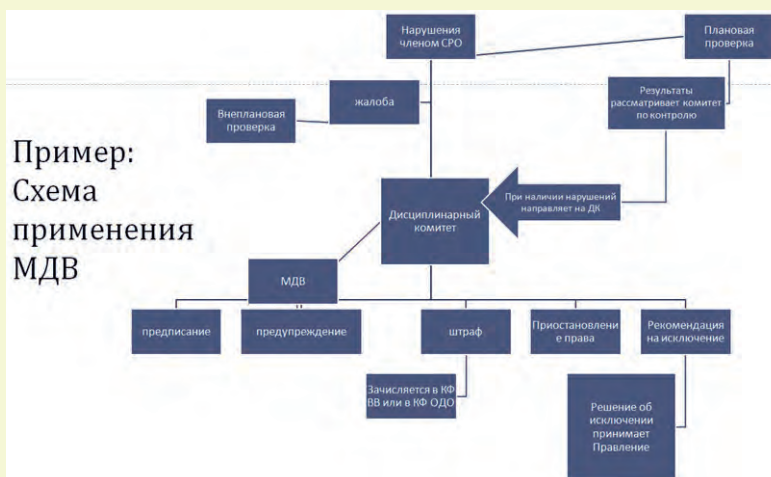 Нарушения
членом СРО
Плановая
проверка
жалоба
Внеплановая
проверка
Результаты
рассматривает комитет
по контролю
Пример:
Схема
применения
МДВ
Дисциплинарный
комитет
При наличии нарушений
направляет на ДК
МДВ
предписание
предупреждение
штраф
Приостановлени
е права
Рекомендация
на исключение
Зачисляется в КФ
ВВ или в КФ ОДО
Решение об
исключении
принимает
Правление